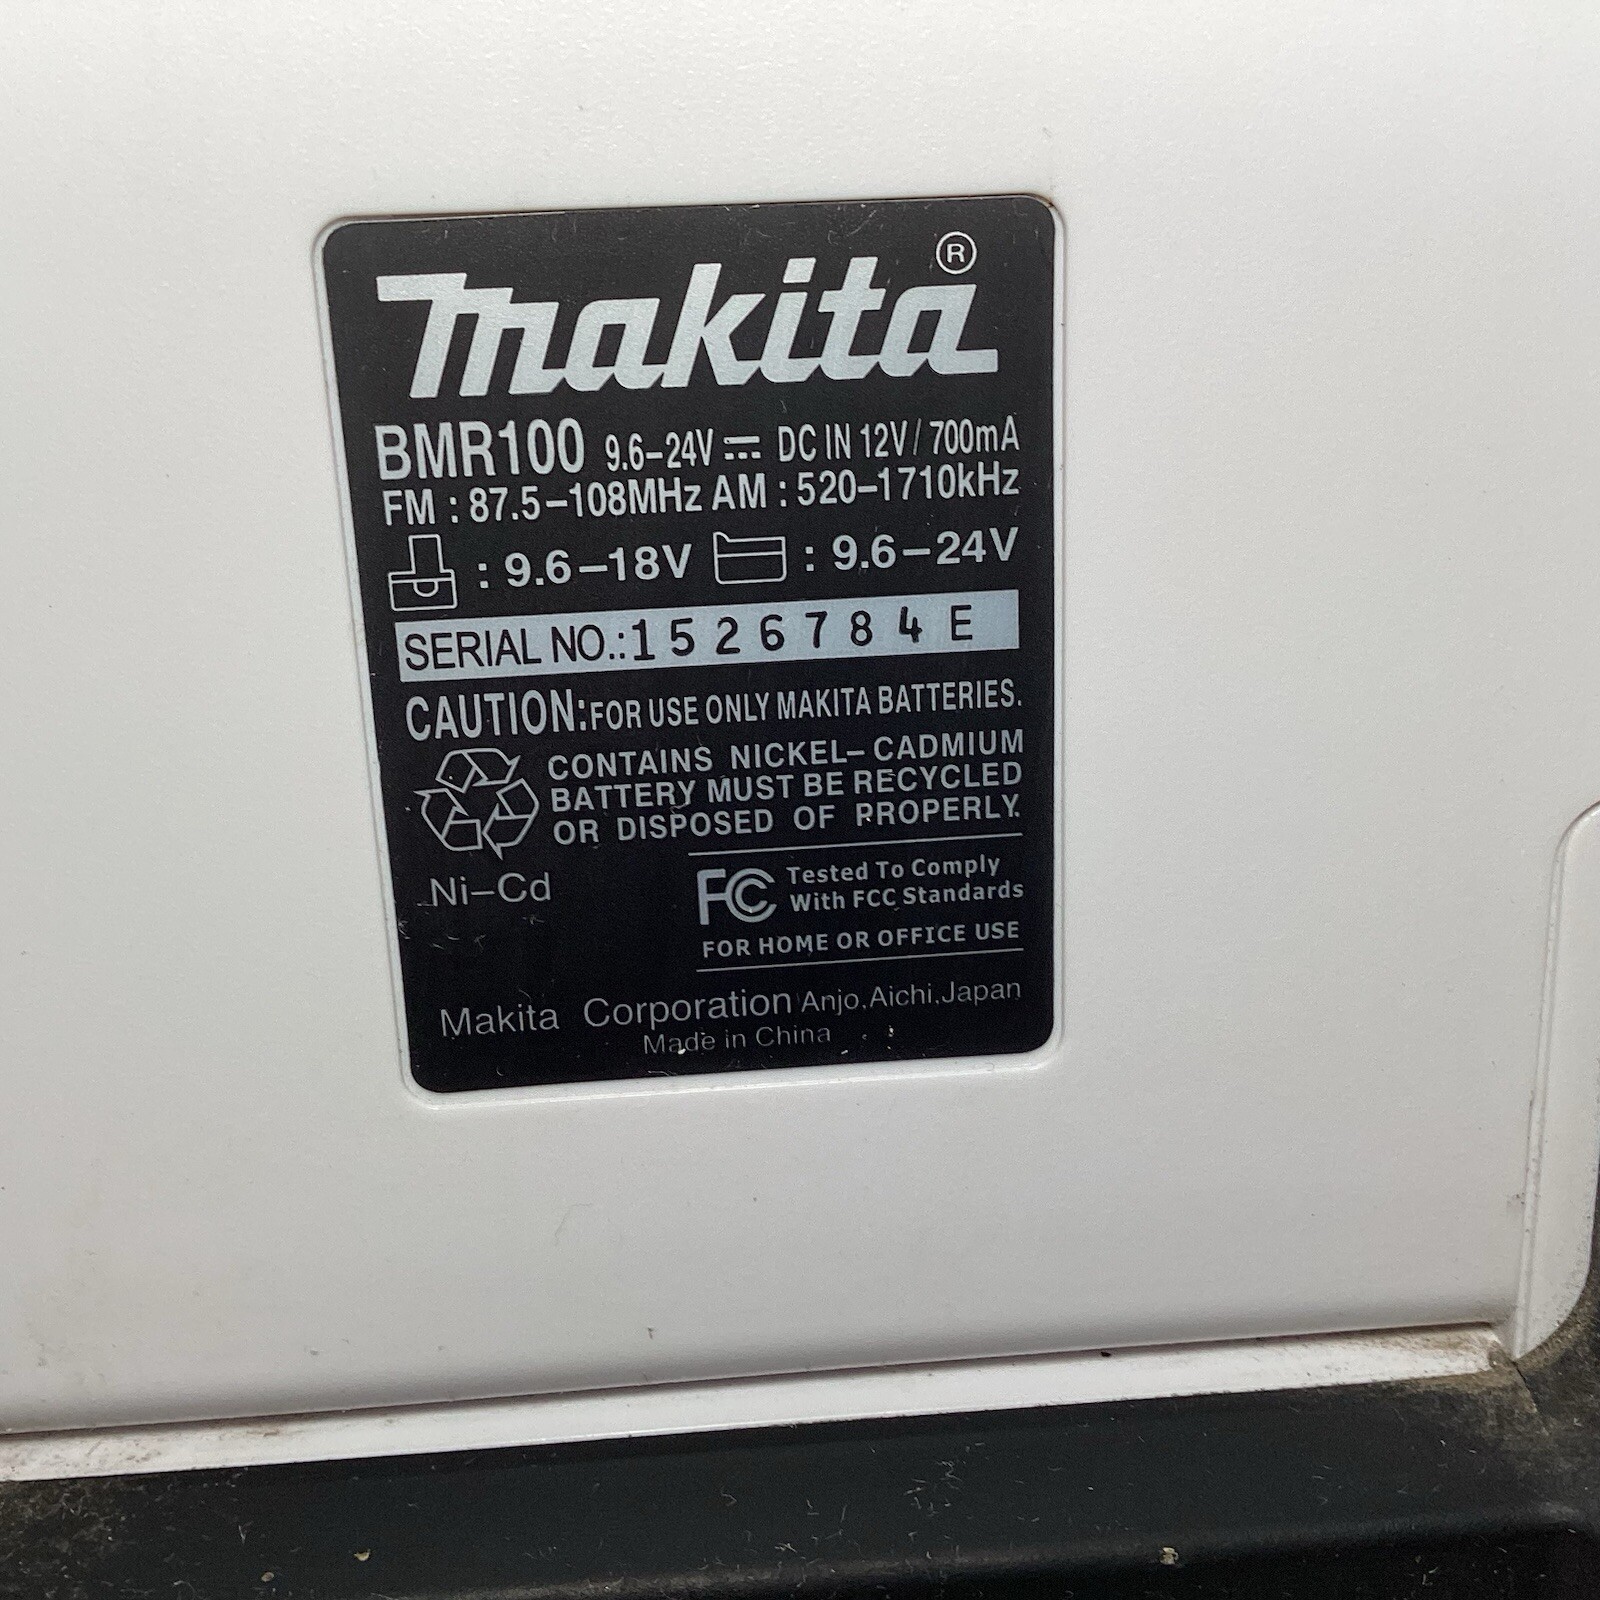 makita®
BMR100 9.6–24V ⎓ DC IN 12V / 700mA
FM : 87.5–108MHz AM : 520–1710kHz
: 9.6–18V : 9.6–24V
SERIAL NO.:1526784 E
CAUTION:FOR USE ONLY MAKITA BATTERIES.
CONTAINS NICKEL–CADMIUM
BATTERY MUST BE RECYCLED
OR DISPOSED OF PROPERLY.
Ni–Cd
FC Tested To Comply
With FCC Standards
FOR HOME OR OFFICE USE
Makita Corporation Anjo,Aichi,Japan
Made in China